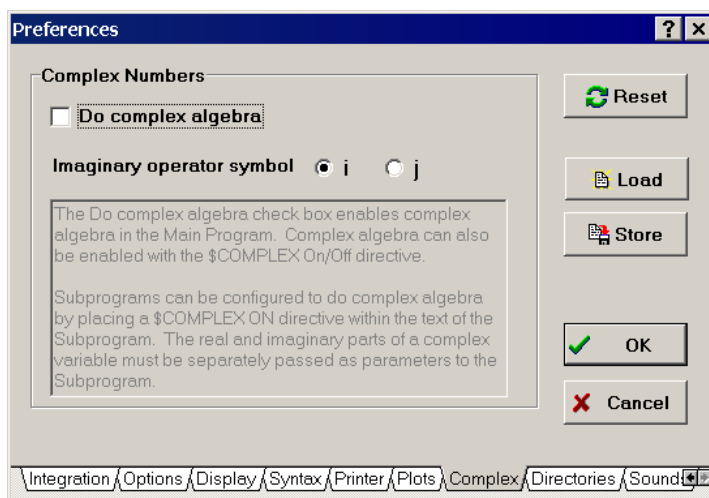 Preferences
Complex Numbers
Do complex algebra
Imaginary operator symbol i j
The Do complex algebra check box enables complex
algebra in the Main Program. Complex algebra can also
be enabled with the $COMPLEX On/Off directive.
Subprograms can be configured to do complex algebra
by placing a $COMPLEX ON directive within the text of the
Subprogram. The real and imaginary parts of a complex
variable must be separately passed as parameters to the
Subprogram.
Reset
Load
Store
OK
Cancel
Integration Options Display Syntax Printer Plots Complex Directories Sound